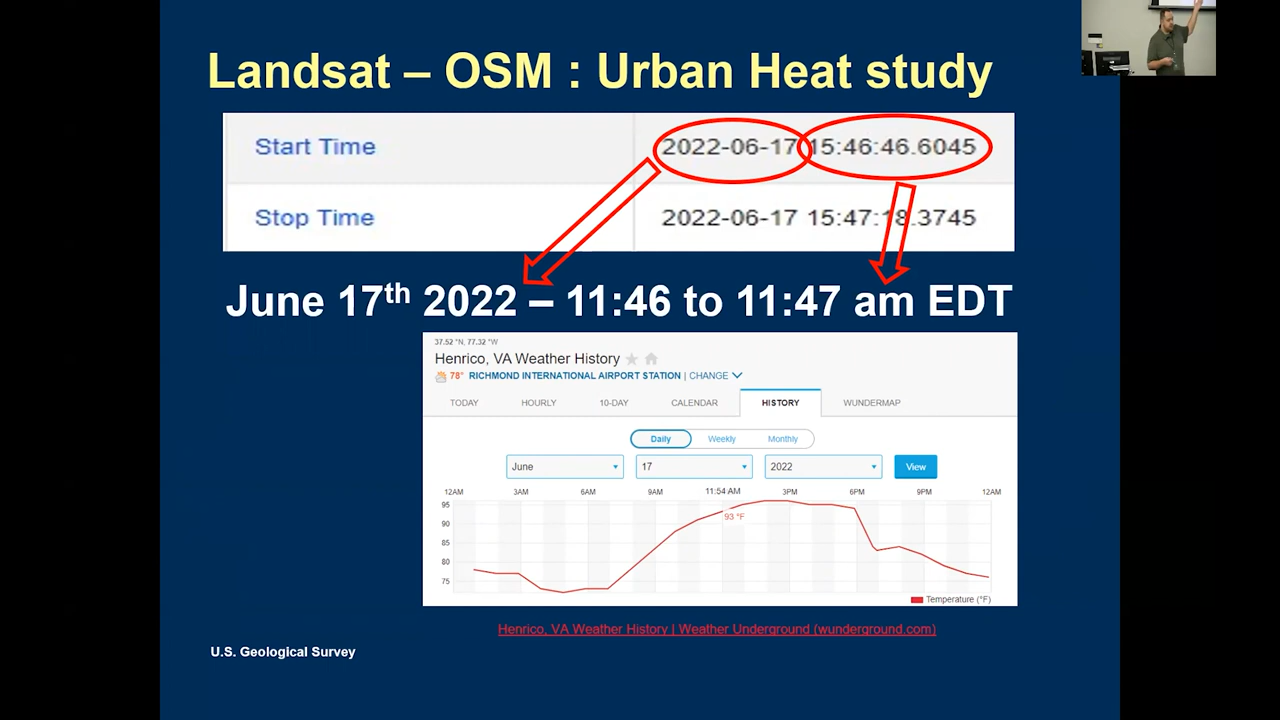 Landsat – OSM : Urban Heat study
Start Time 2022-06-17 15:46:46.6045
Stop Time 2022-06-17 15:47:18.3745
June 17th 2022 – 11:46 to 11:47 am EDT
37.52 °N, 77.32 °W
Henrico, VA Weather History
78° RICHMOND INTERNATIONAL AIRPORT STATION | CHANGE
TODAY HOURLY 10-DAY CALENDAR HISTORY WUNDERMAP
Daily Weekly Monthly
June 17 2022 View
12AM 3AM 6AM 9AM 11:54 AM 3PM 6PM 9PM 12AM
95
93 °F
90
85
80
75
Temperature (°F)
Henrico, VA Weather History | Weather Underground (wunderground.com)
U.S. Geological Survey